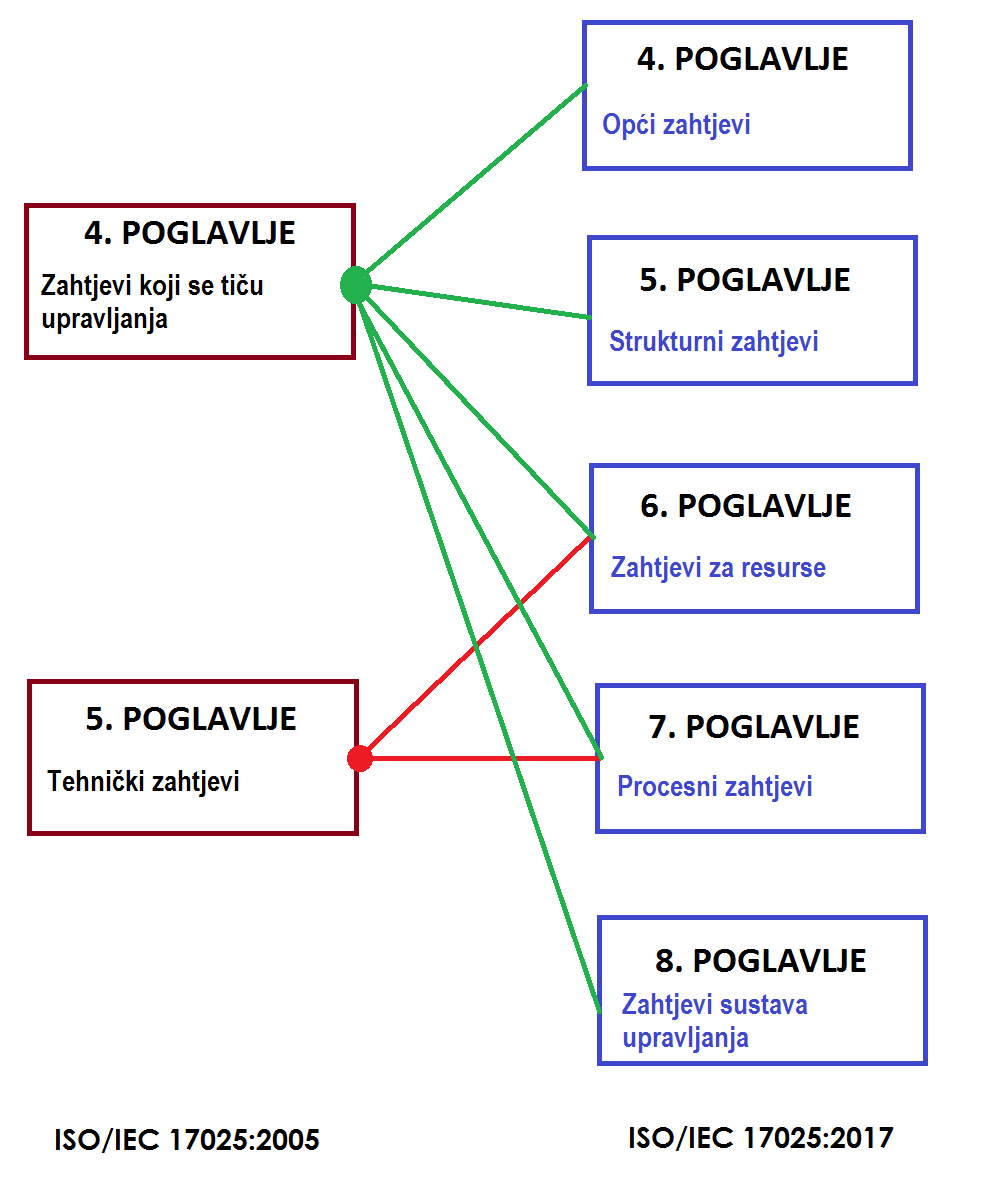 4. POGLAVLJE
Zahtjevi koji se tiču
upravljanja
5. POGLAVLJE
Tehnički zahtjevi
ISO/IEC 17025:2005
4. POGLAVLJE
Opći zahtjevi
5. POGLAVLJE
Strukturni zahtjevi
6. POGLAVLJE
Zahtjevi za resurse
7. POGLAVLJE
Procesni zahtjevi
8. POGLAVLJE
Zahtjevi sustava
upravljanja
ISO/IEC 17025:2017